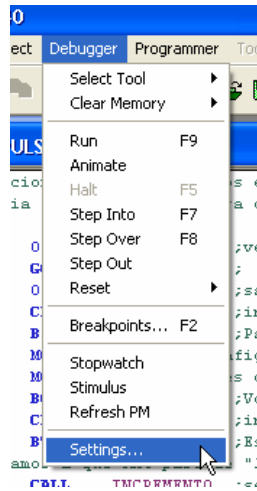 Debugger Programmer
Select Tool
Clear Memory
Run F9
Animate
Halt F5
Step Into F7
Step Over F8
Step Out
Reset
Breakpoints... F2
Stopwatch
Stimulus
Refresh PM
Settings...
CALL INCREMENTO